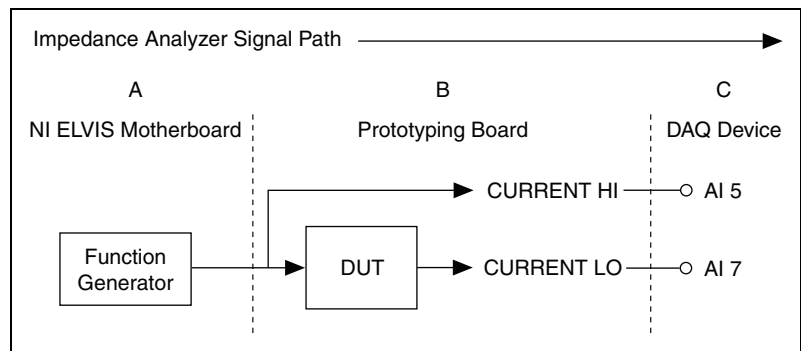 Impedance Analyzer Signal Path
A
B
C
NI ELVIS Motherboard
Prototyping Board
DAQ Device
CURRENT HI
AI 5
Function
Generator
DUT
CURRENT LO
AI 7